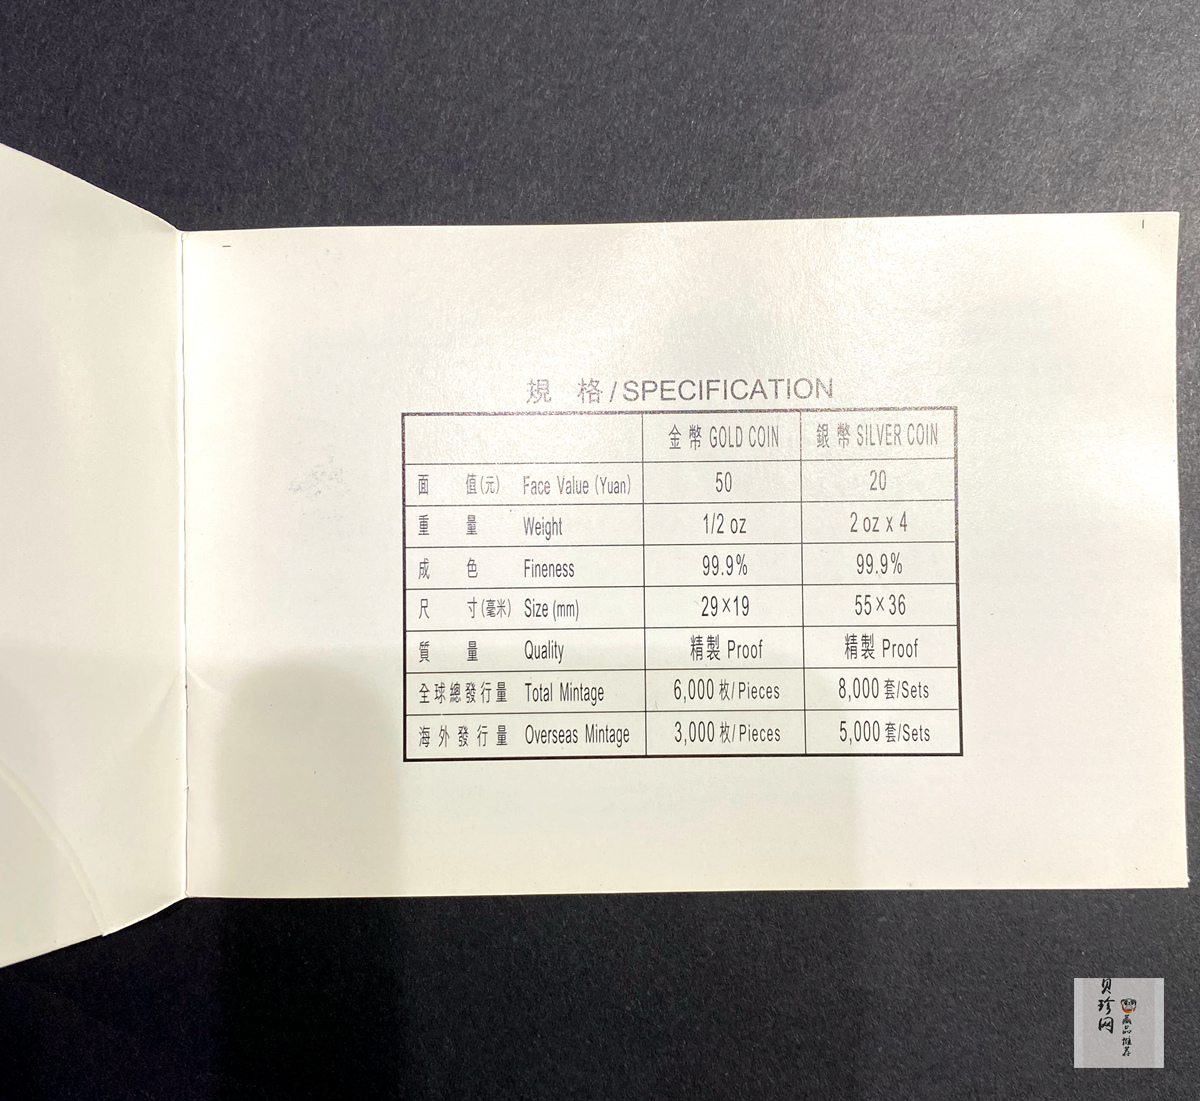 規 格/SPECIFICATION
金幣 GOLD COIN 銀幣 SILVER COIN
面 值(元) Face Value (Yuan) 50 20
重 量 Weight 1/2 oz 2 oz x 4
成 色 Fineness 99.9% 99.9%
尺 寸(毫米) Size (mm) 29×19 55×36
質 量 Quality 精製 Proof 精製 Proof
全球總發行量 Total Mintage 6,000 枚/Pieces 8,000 套/Sets
海外發行量 Overseas Mintage 3,000 枚/Pieces 5,000 套/Sets
贝珍网
商品推荐